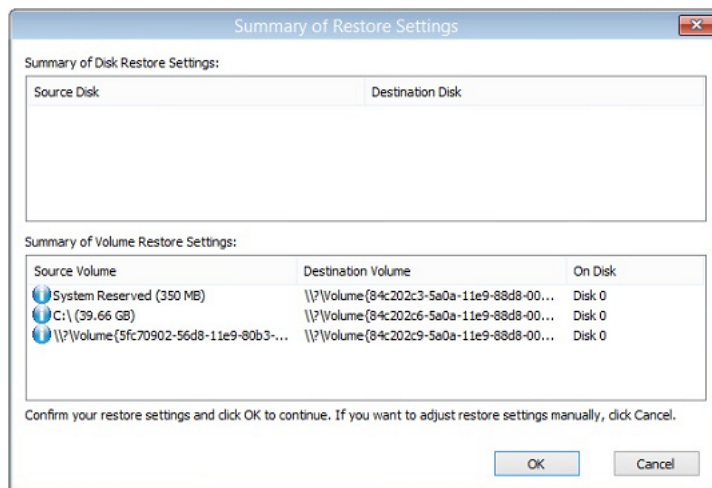 Summary of Restore Settings
Summary of Disk Restore Settings:
Source Disk Destination Disk
Summary of Volume Restore Settings:
Source Volume Destination Volume On Disk
System Reserved (350 MB) \\?\Volume{84c202c3-5a0a-11e9-88d8-00... Disk 0
C:\ (39.66 GB) \\?\Volume{84c202c6-5a0a-11e9-88d8-00... Disk 0
\\?\Volume{5fc70902-56d8-11e9-80b3-... \\?\Volume{84c202c9-5a0a-11e9-88d8-00... Disk 0
Confirm your restore settings and click OK to continue. If you want to adjust restore settings manually, click Cancel.
OK Cancel